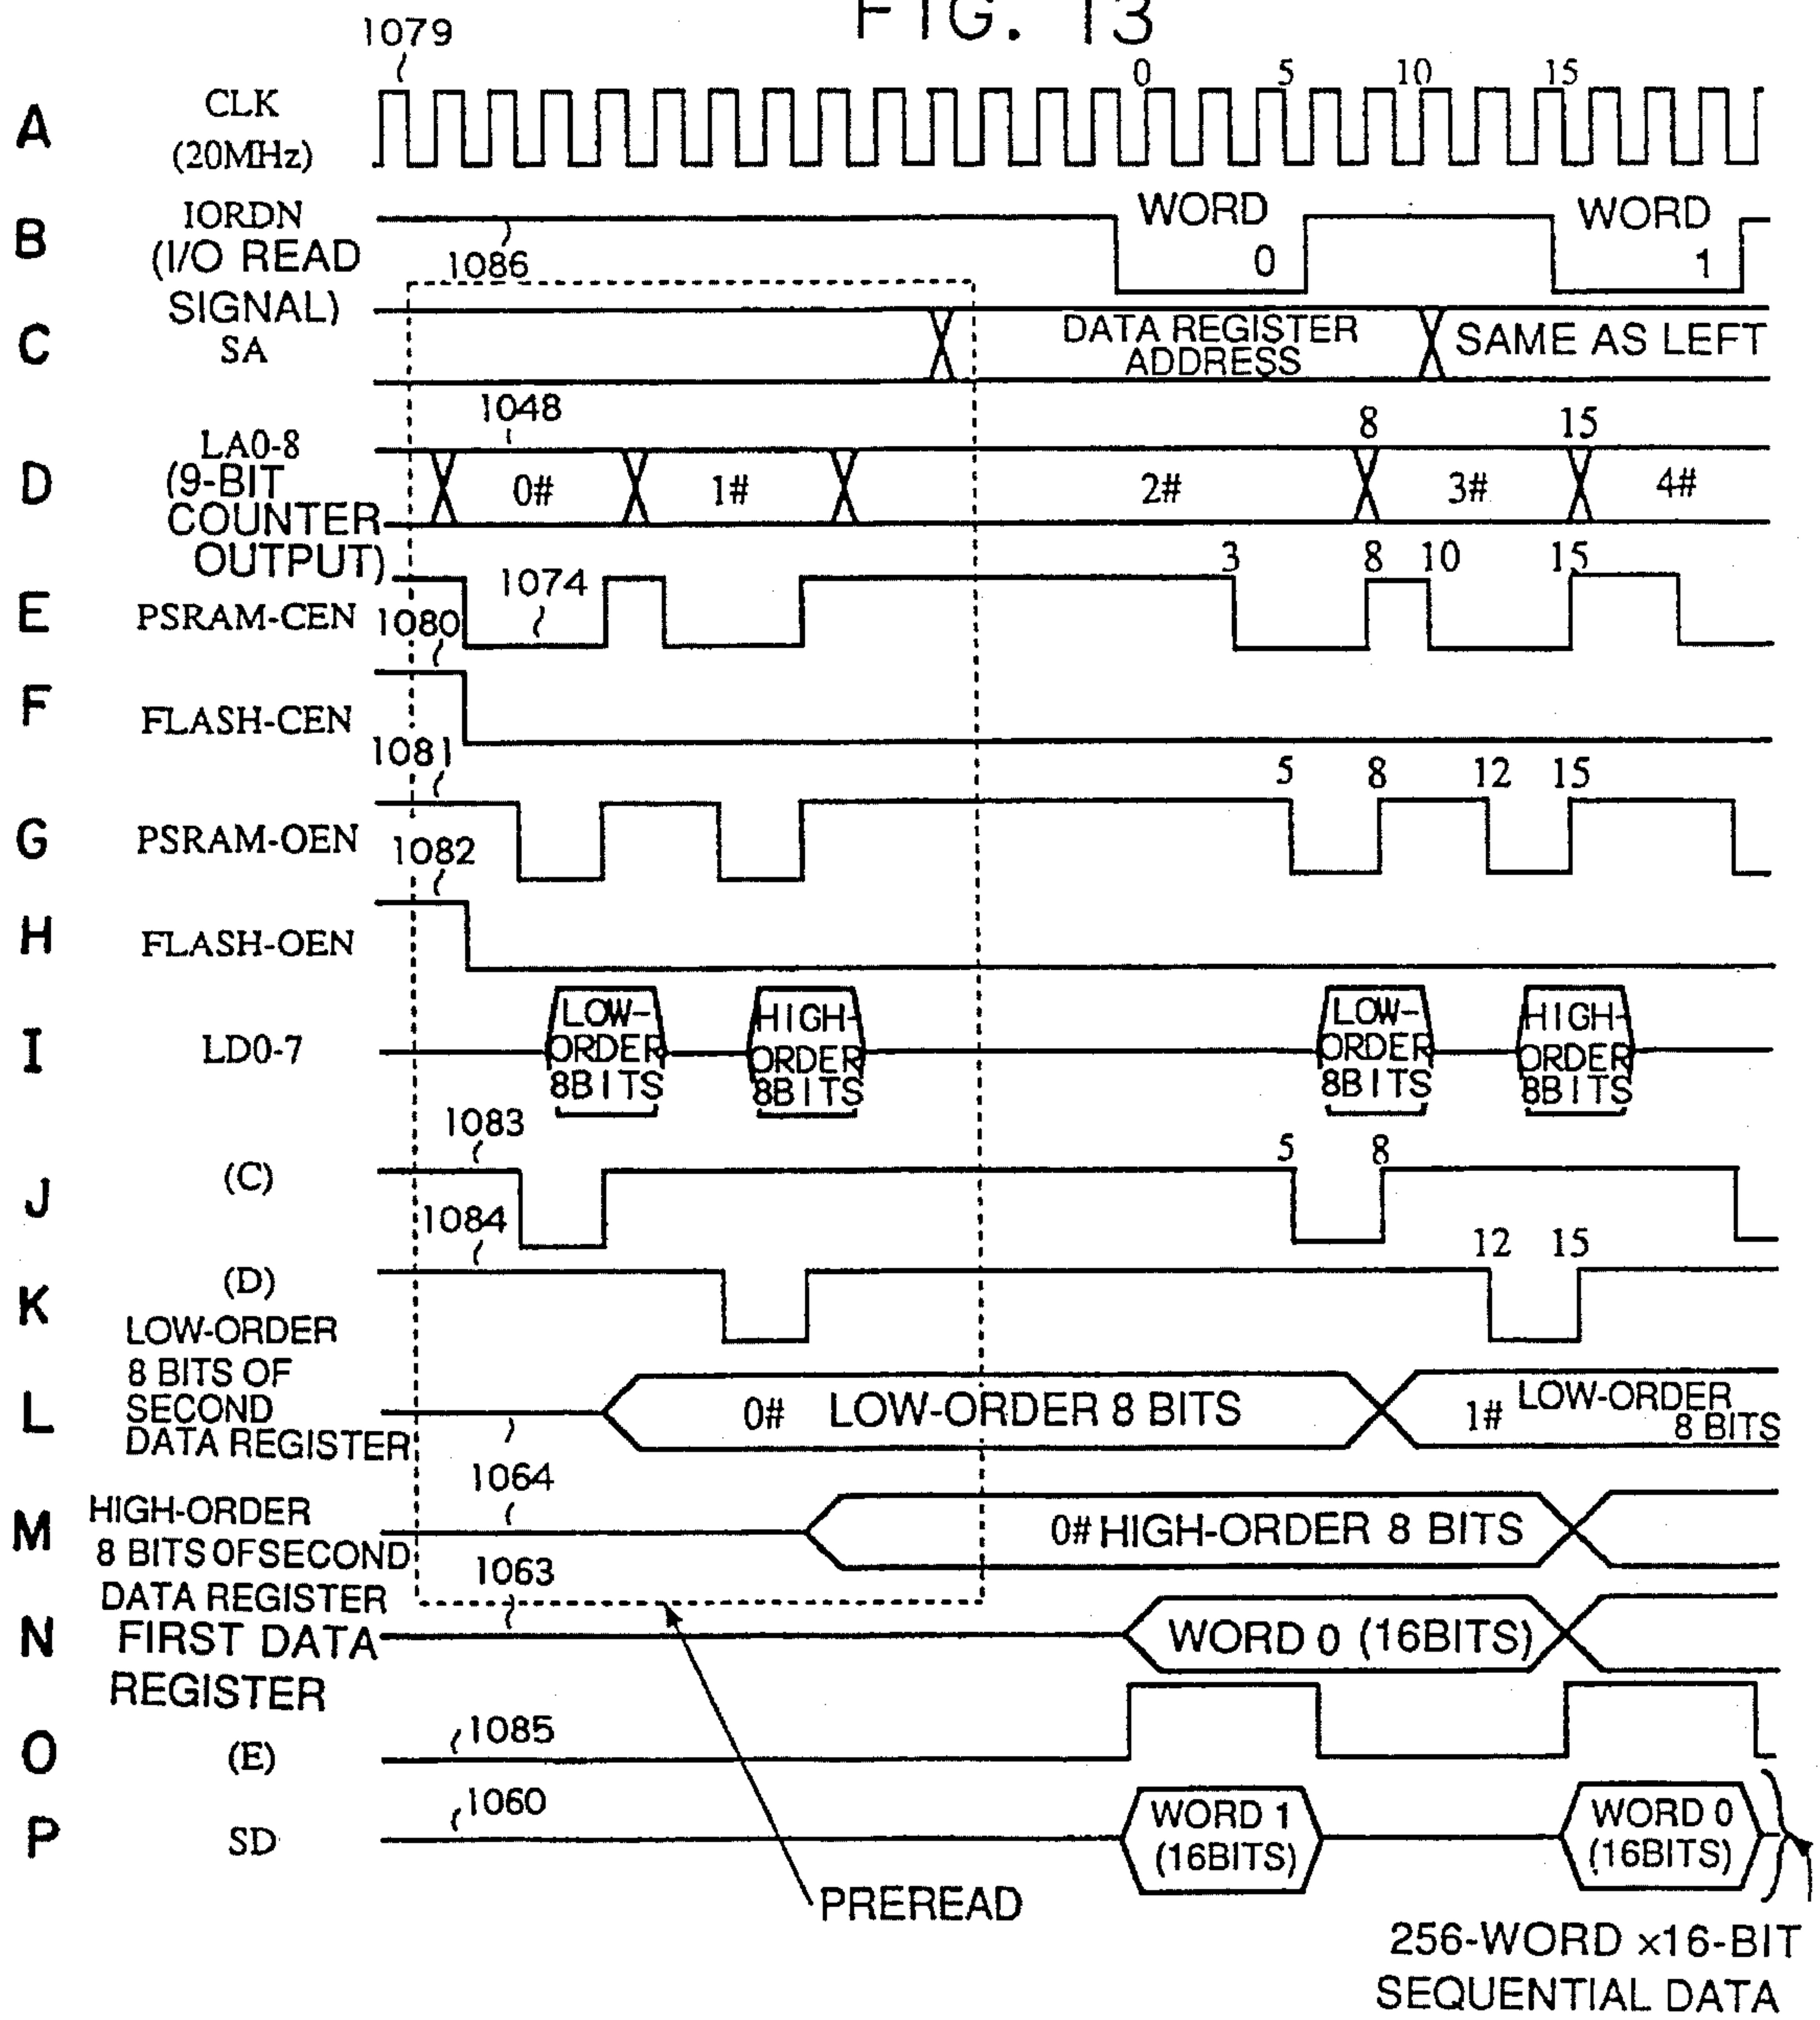 FIG. 13
1079
0 5 10 15
A CLK
(20MHz)
B IORDN
(I/O READ
SIGNAL)
1086
WORD
0
WORD
1
C SA
DATA REGISTER
ADDRESS
SAME AS LEFT
1048
8 15
D LA0-8
(9-BIT
COUNTER
OUTPUT)
0# 1# 2# 3# 4#
3 8 10 15
E PSRAM-CEN
1074
1080
F FLASH-CEN
1081
5 8 12 15
G PSRAM-OEN
1082
H FLASH-OEN
I LD0-7
LOW-
ORDER
8BITS
HIGH-
ORDER
8BITS
LOW-
ORDER
8BITS
HIGH-
ORDER
8BITS
1083
5 8
J (C)
1084
12 15
K (D)
L LOW-ORDER
8 BITS OF
SECOND
DATA REGISTER
0# LOW-ORDER 8 BITS
1# LOW-ORDER
8 BITS
1064
M HIGH-ORDER
8 BITS OF SECOND
DATA REGISTER
0# HIGH-ORDER 8 BITS
1063
N FIRST DATA
REGISTER
WORD 0 (16BITS)
1085
O (E)
1060
P SD
WORD 1
(16BITS)
WORD 0
(16BITS)
PREREAD
256-WORD ×16-BIT
SEQUENTIAL DATA